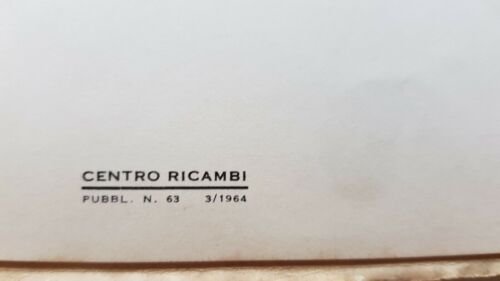 CENTRO RICAMBI
PUBBL. N. 63 3/1964